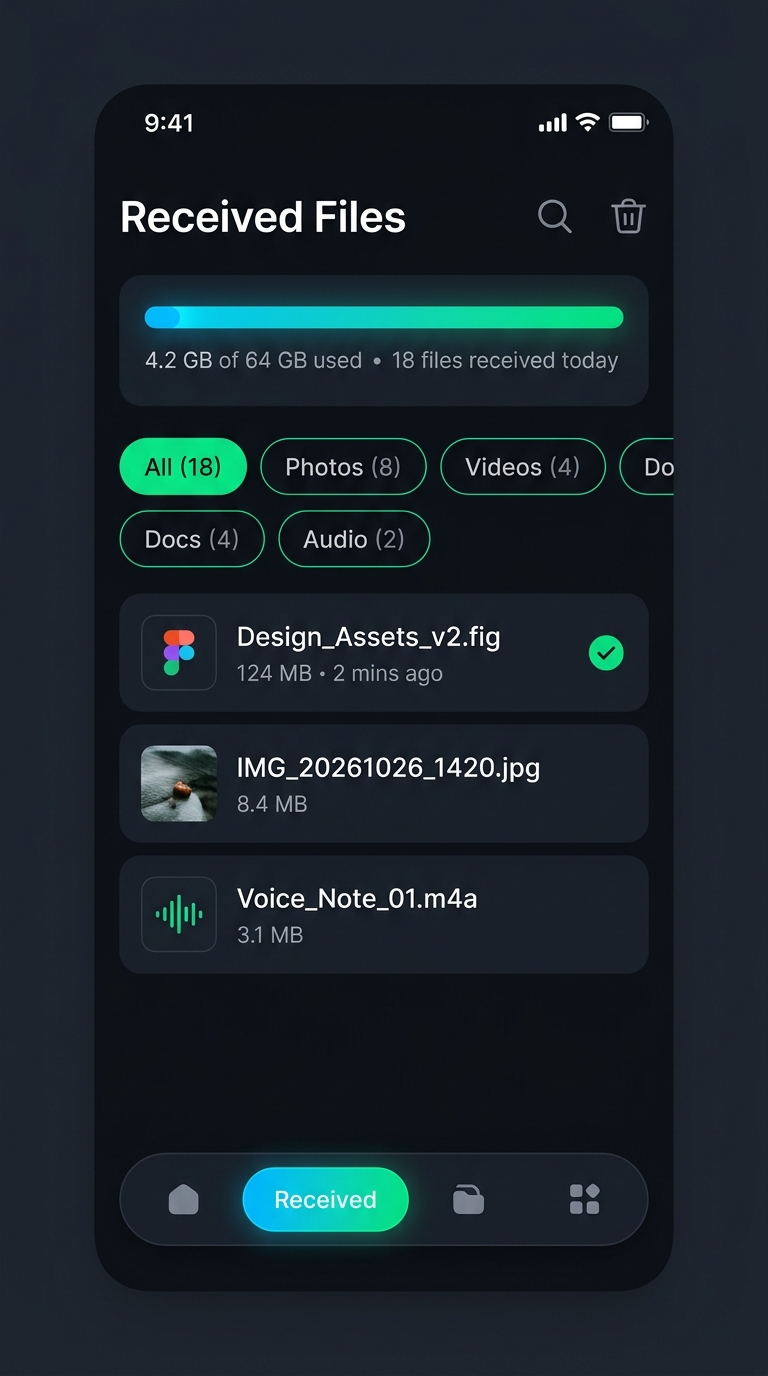 9:41
Received Files
4.2 GB of 64 GB used • 18 files received today
All (18) Photos (8) Videos (4) Do
Docs (4) Audio (2)
Design_Assets_v2.fig
124 MB • 2 mins ago
IMG_20261026_1420.jpg
8.4 MB
Voice_Note_01.m4a
3.1 MB
Received